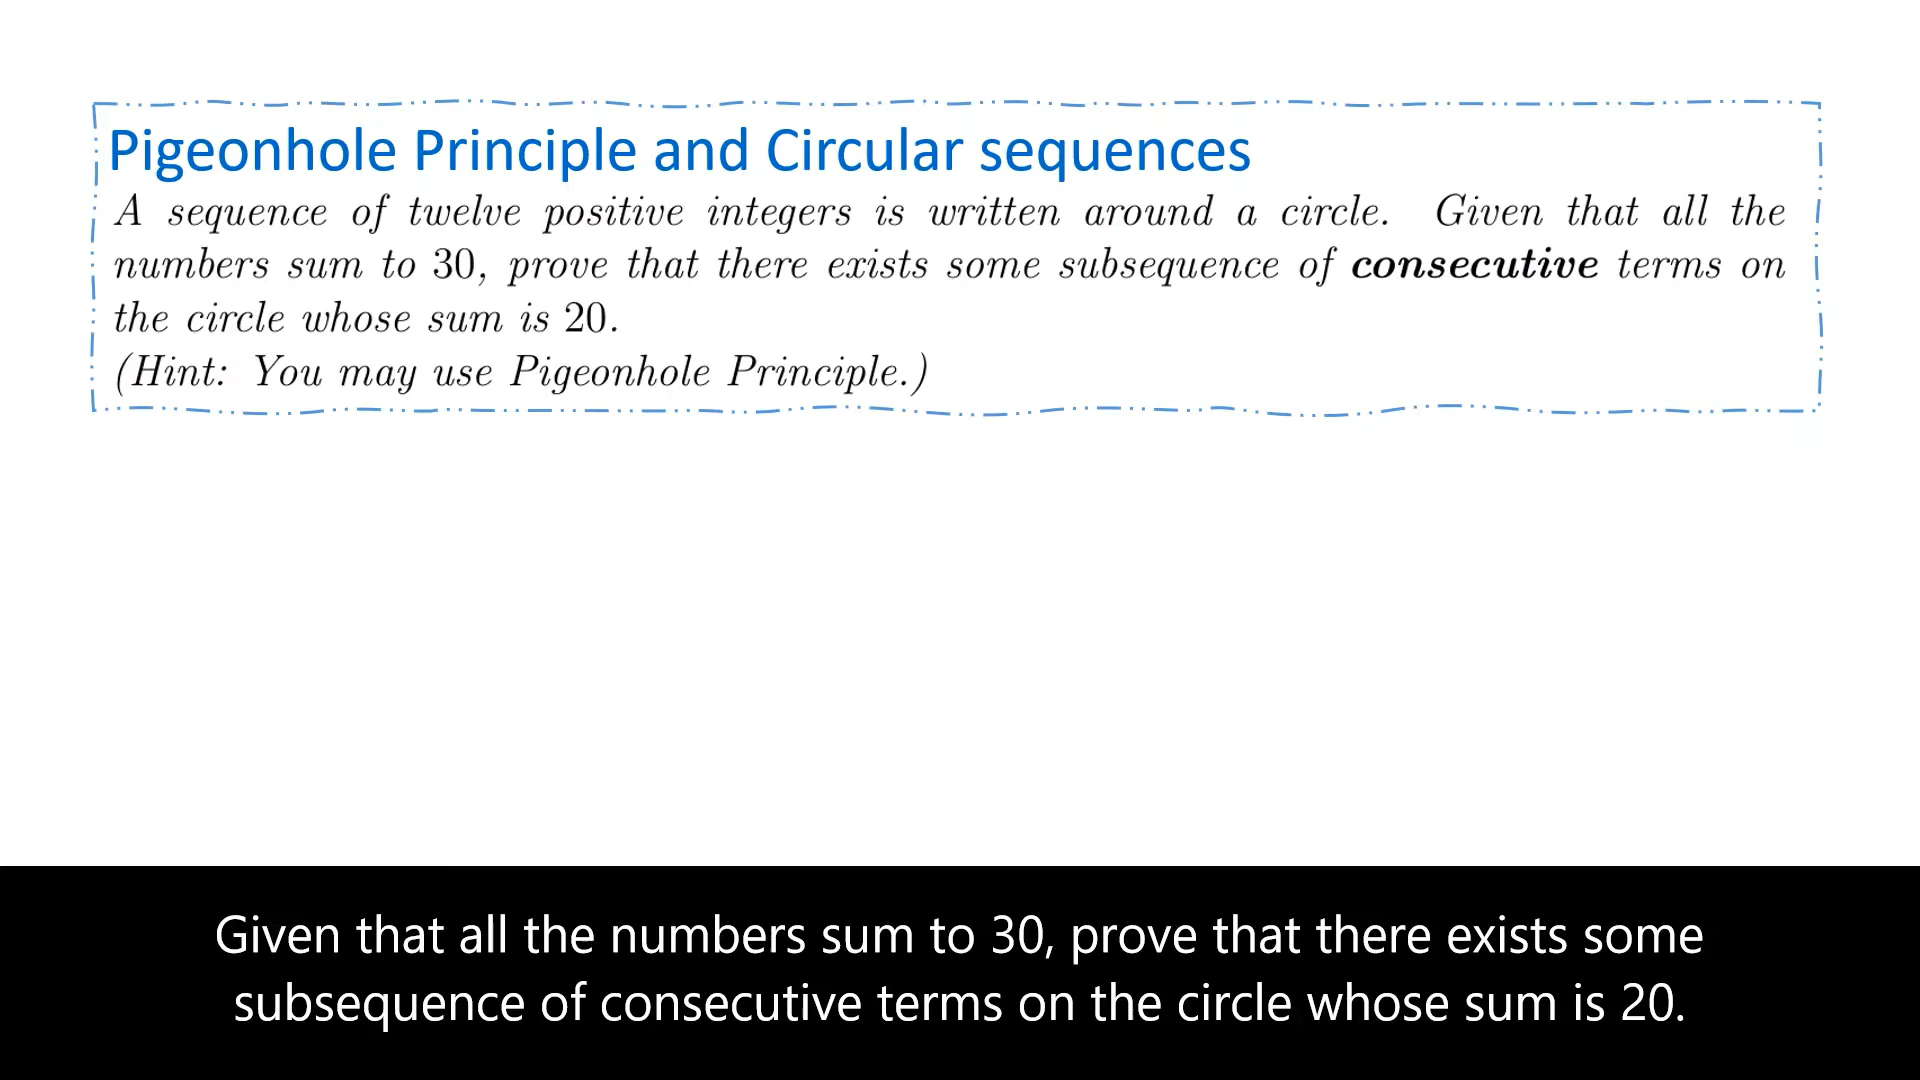 Pigeonhole Principle and Circular sequences
A sequence of twelve positive integers is written around a circle. Given that all the
numbers sum to 30, prove that there exists some subsequence of consecutive terms on
the circle whose sum is 20.
(Hint: You may use Pigeonhole Principle.)
Given that all the numbers sum to 30, prove that there exists some
subsequence of consecutive terms on the circle whose sum is 20.